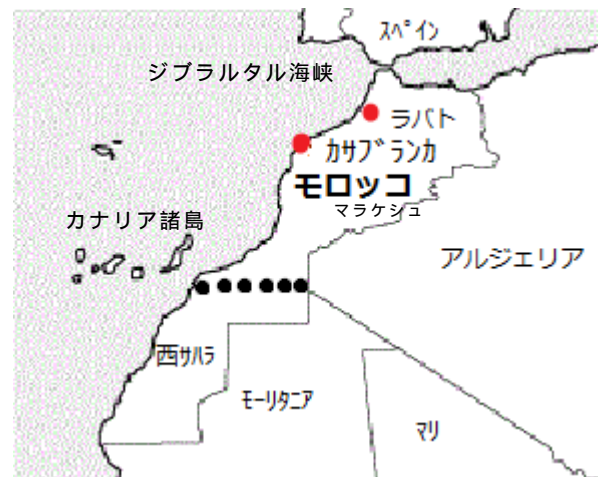 スペイン
ジブラルタル海峡
ラバト
カサブランカ
モロッコ
マラケシュ
カナリア諸島
アルジェリア
西サハラ
モーリタニア
マリ